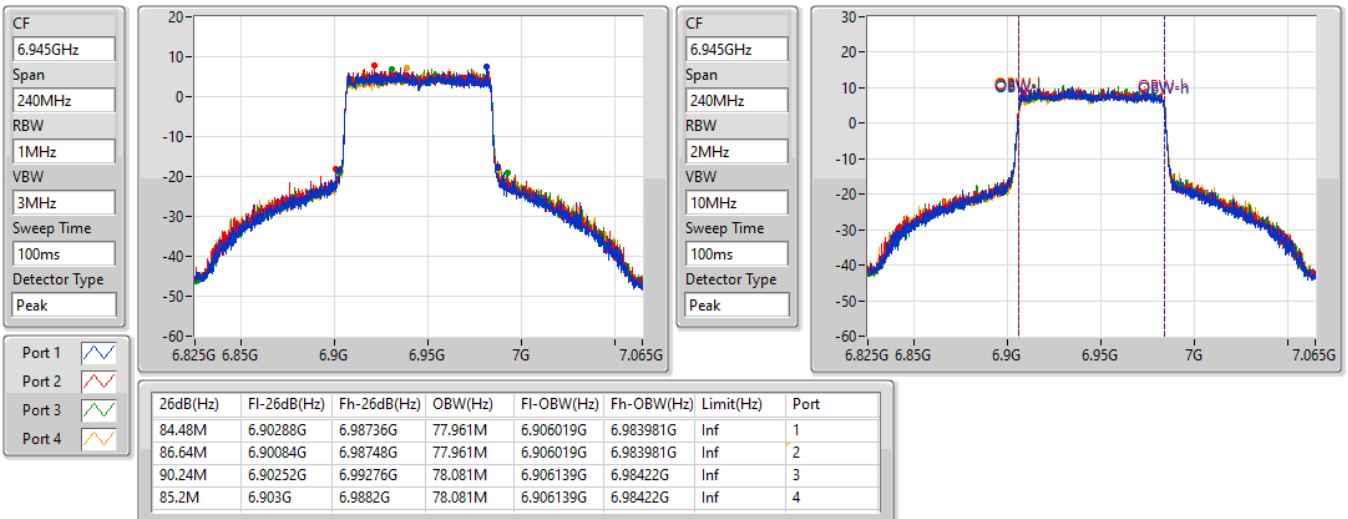 CF
6.945GHz
Span
240MHz
RBW
1MHz
VBW
3MHz
Sweep Time
100ms
Detector Type
Peak
20
10
0
-10
-20
-30
-40
-50
-60
6.825G 6.85G 6.9G 6.95G 7G 7.065G
CF
6.945GHz
Span
240MHz
RBW
2MHz
VBW
10MHz
Sweep Time
100ms
Detector Type
Peak
30
20
10
0
-10
-20
-30
-40
-50
-60
OBW-l OBW-h
6.825G 6.85G 6.9G 6.95G 7G 7.065G
Port 1
Port 2
Port 3
Port 4
26dB(Hz) Fl-26dB(Hz) Fh-26dB(Hz) OBW(Hz) Fl-OBW(Hz) Fh-OBW(Hz) Limit(Hz) Port
84.48M 6.90288G 6.98736G 77.961M 6.906019G 6.983981G Inf 1
86.64M 6.90084G 6.98748G 77.961M 6.906019G 6.983981G Inf 2
90.24M 6.90252G 6.99276G 78.081M 6.906139G 6.98422G Inf 3
85.2M 6.903G 6.9882G 78.081M 6.906139G 6.98422G Inf 4